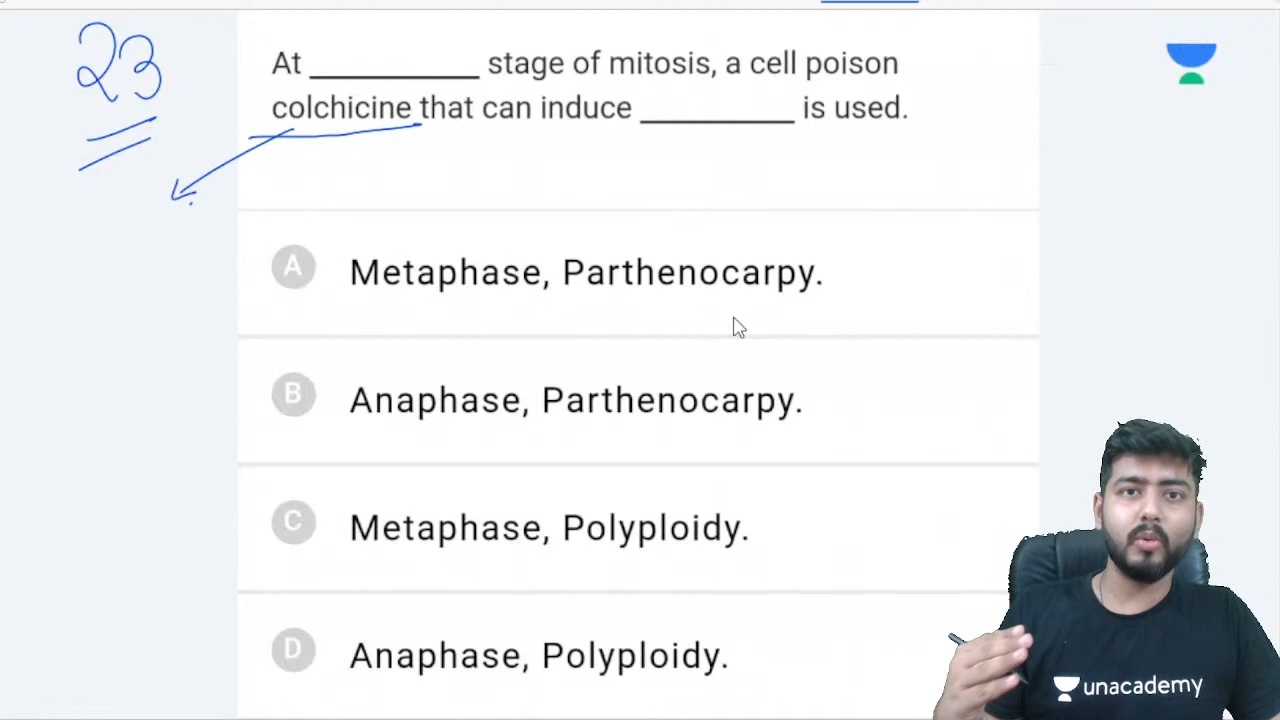 23
At __________ stage of mitosis, a cell poison
colchicine that can induce __________ is used.
A Metaphase, Parthenocarpy.
B Anaphase, Parthenocarpy.
C Metaphase, Polyploidy.
D Anaphase, Polyploidy.
unacademy